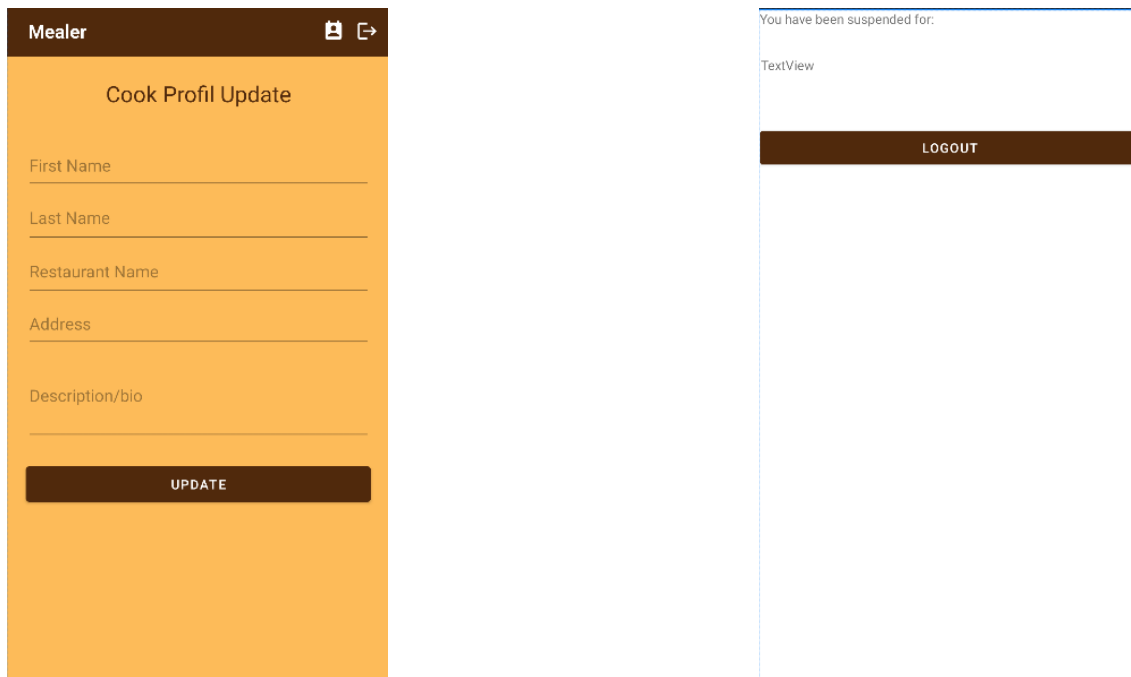 Mealer
Cook Profil Update
First Name
Last Name
Restaurant Name
Address
Description/bio
UPDATE
You have been suspended for:
TextView
LOGOUT